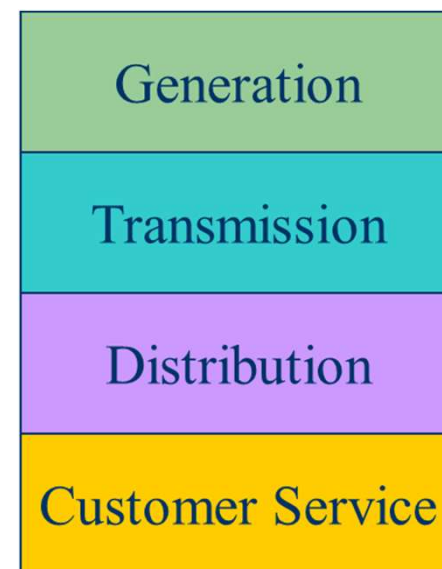 Generation
Transmission
Distribution
Customer Service